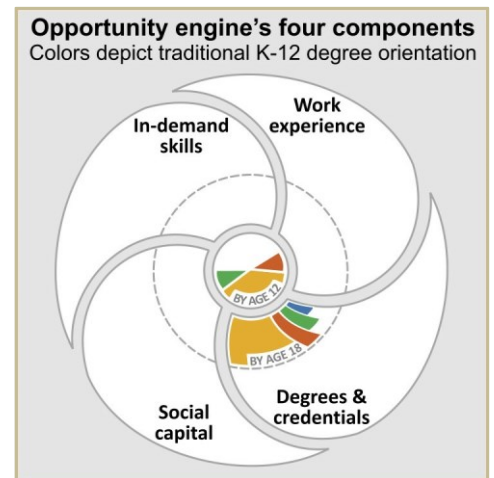 Opportunity engine's four components
Colors depict traditional K-12 degree orientation
In-demand
skills
Work
experience
BY AGE 12
BY AGE 18
Social
capital
Degrees &
credentials